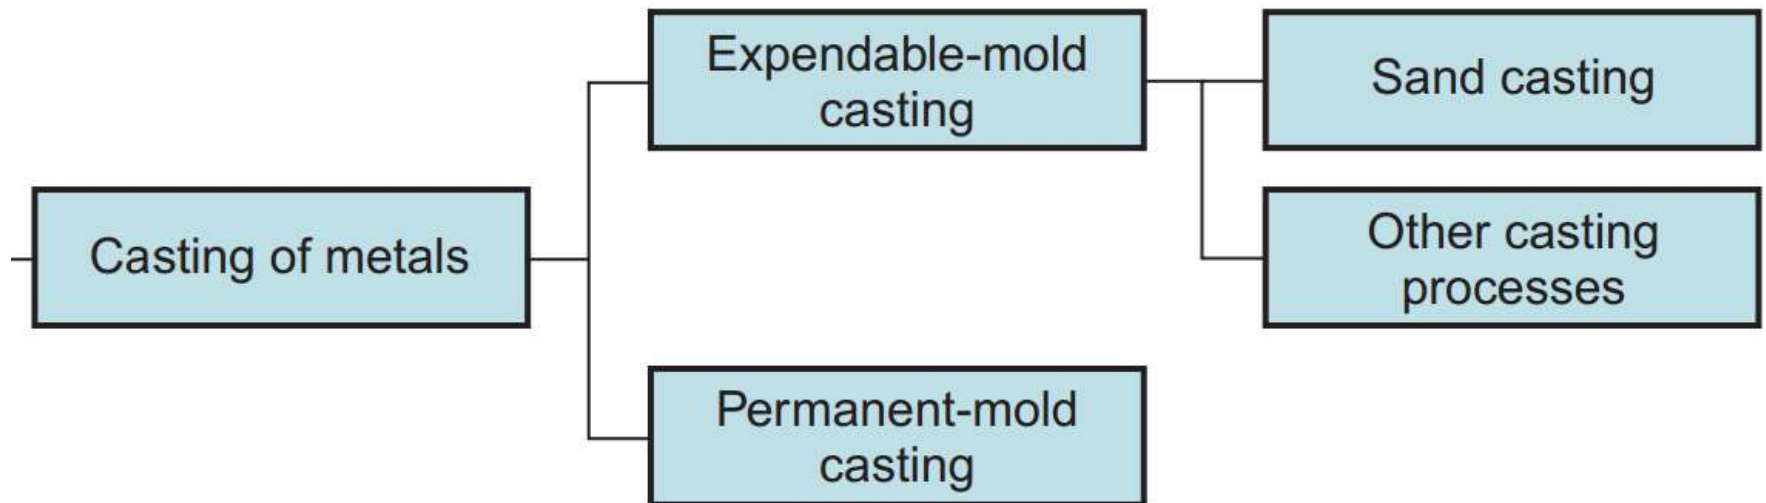 Casting of metals
Expendable-mold
casting
Permanent-mold
casting
Sand casting
Other casting
processes